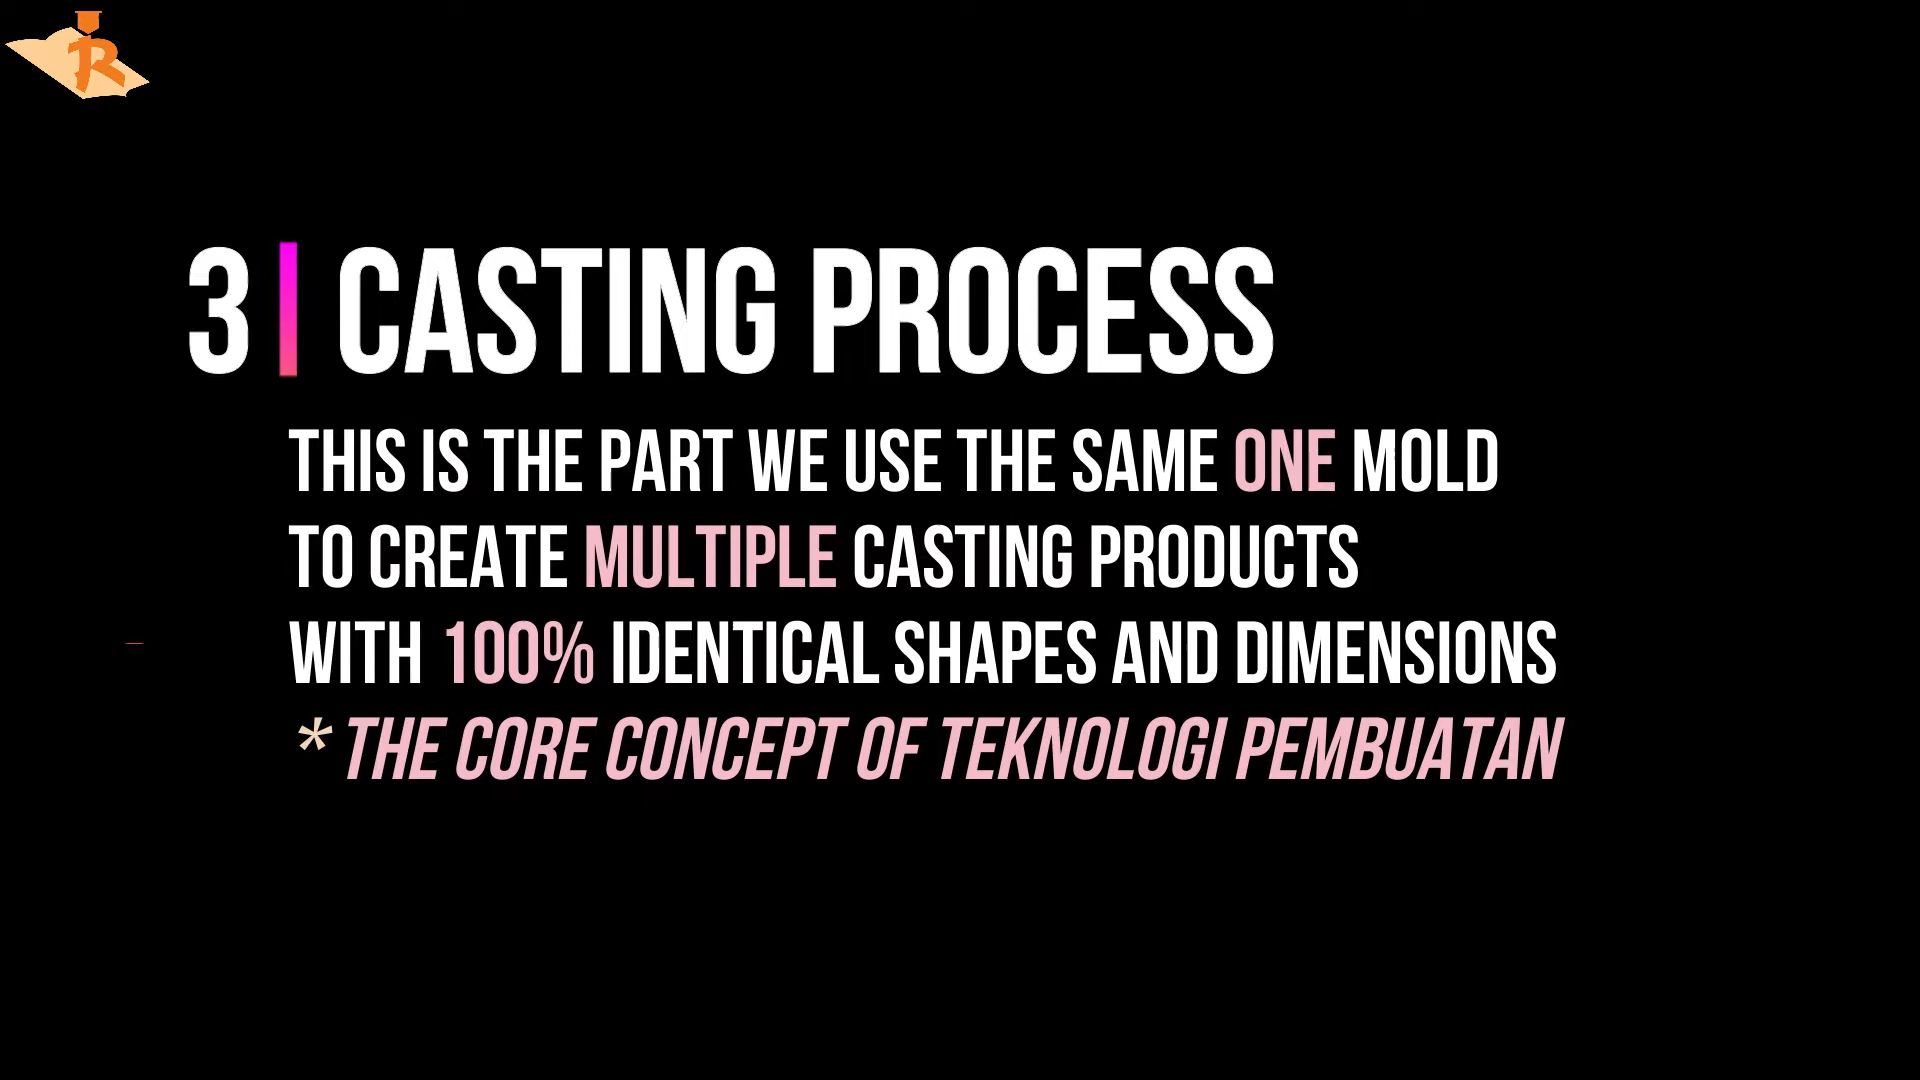 R
3 | CASTING PROCESS
THIS IS THE PART WE USE THE SAME ONE MOLD
TO CREATE MULTIPLE CASTING PRODUCTS
WITH 100% IDENTICAL SHAPES AND DIMENSIONS
* THE CORE CONCEPT OF TEKNOLOGI PEMBUATAN